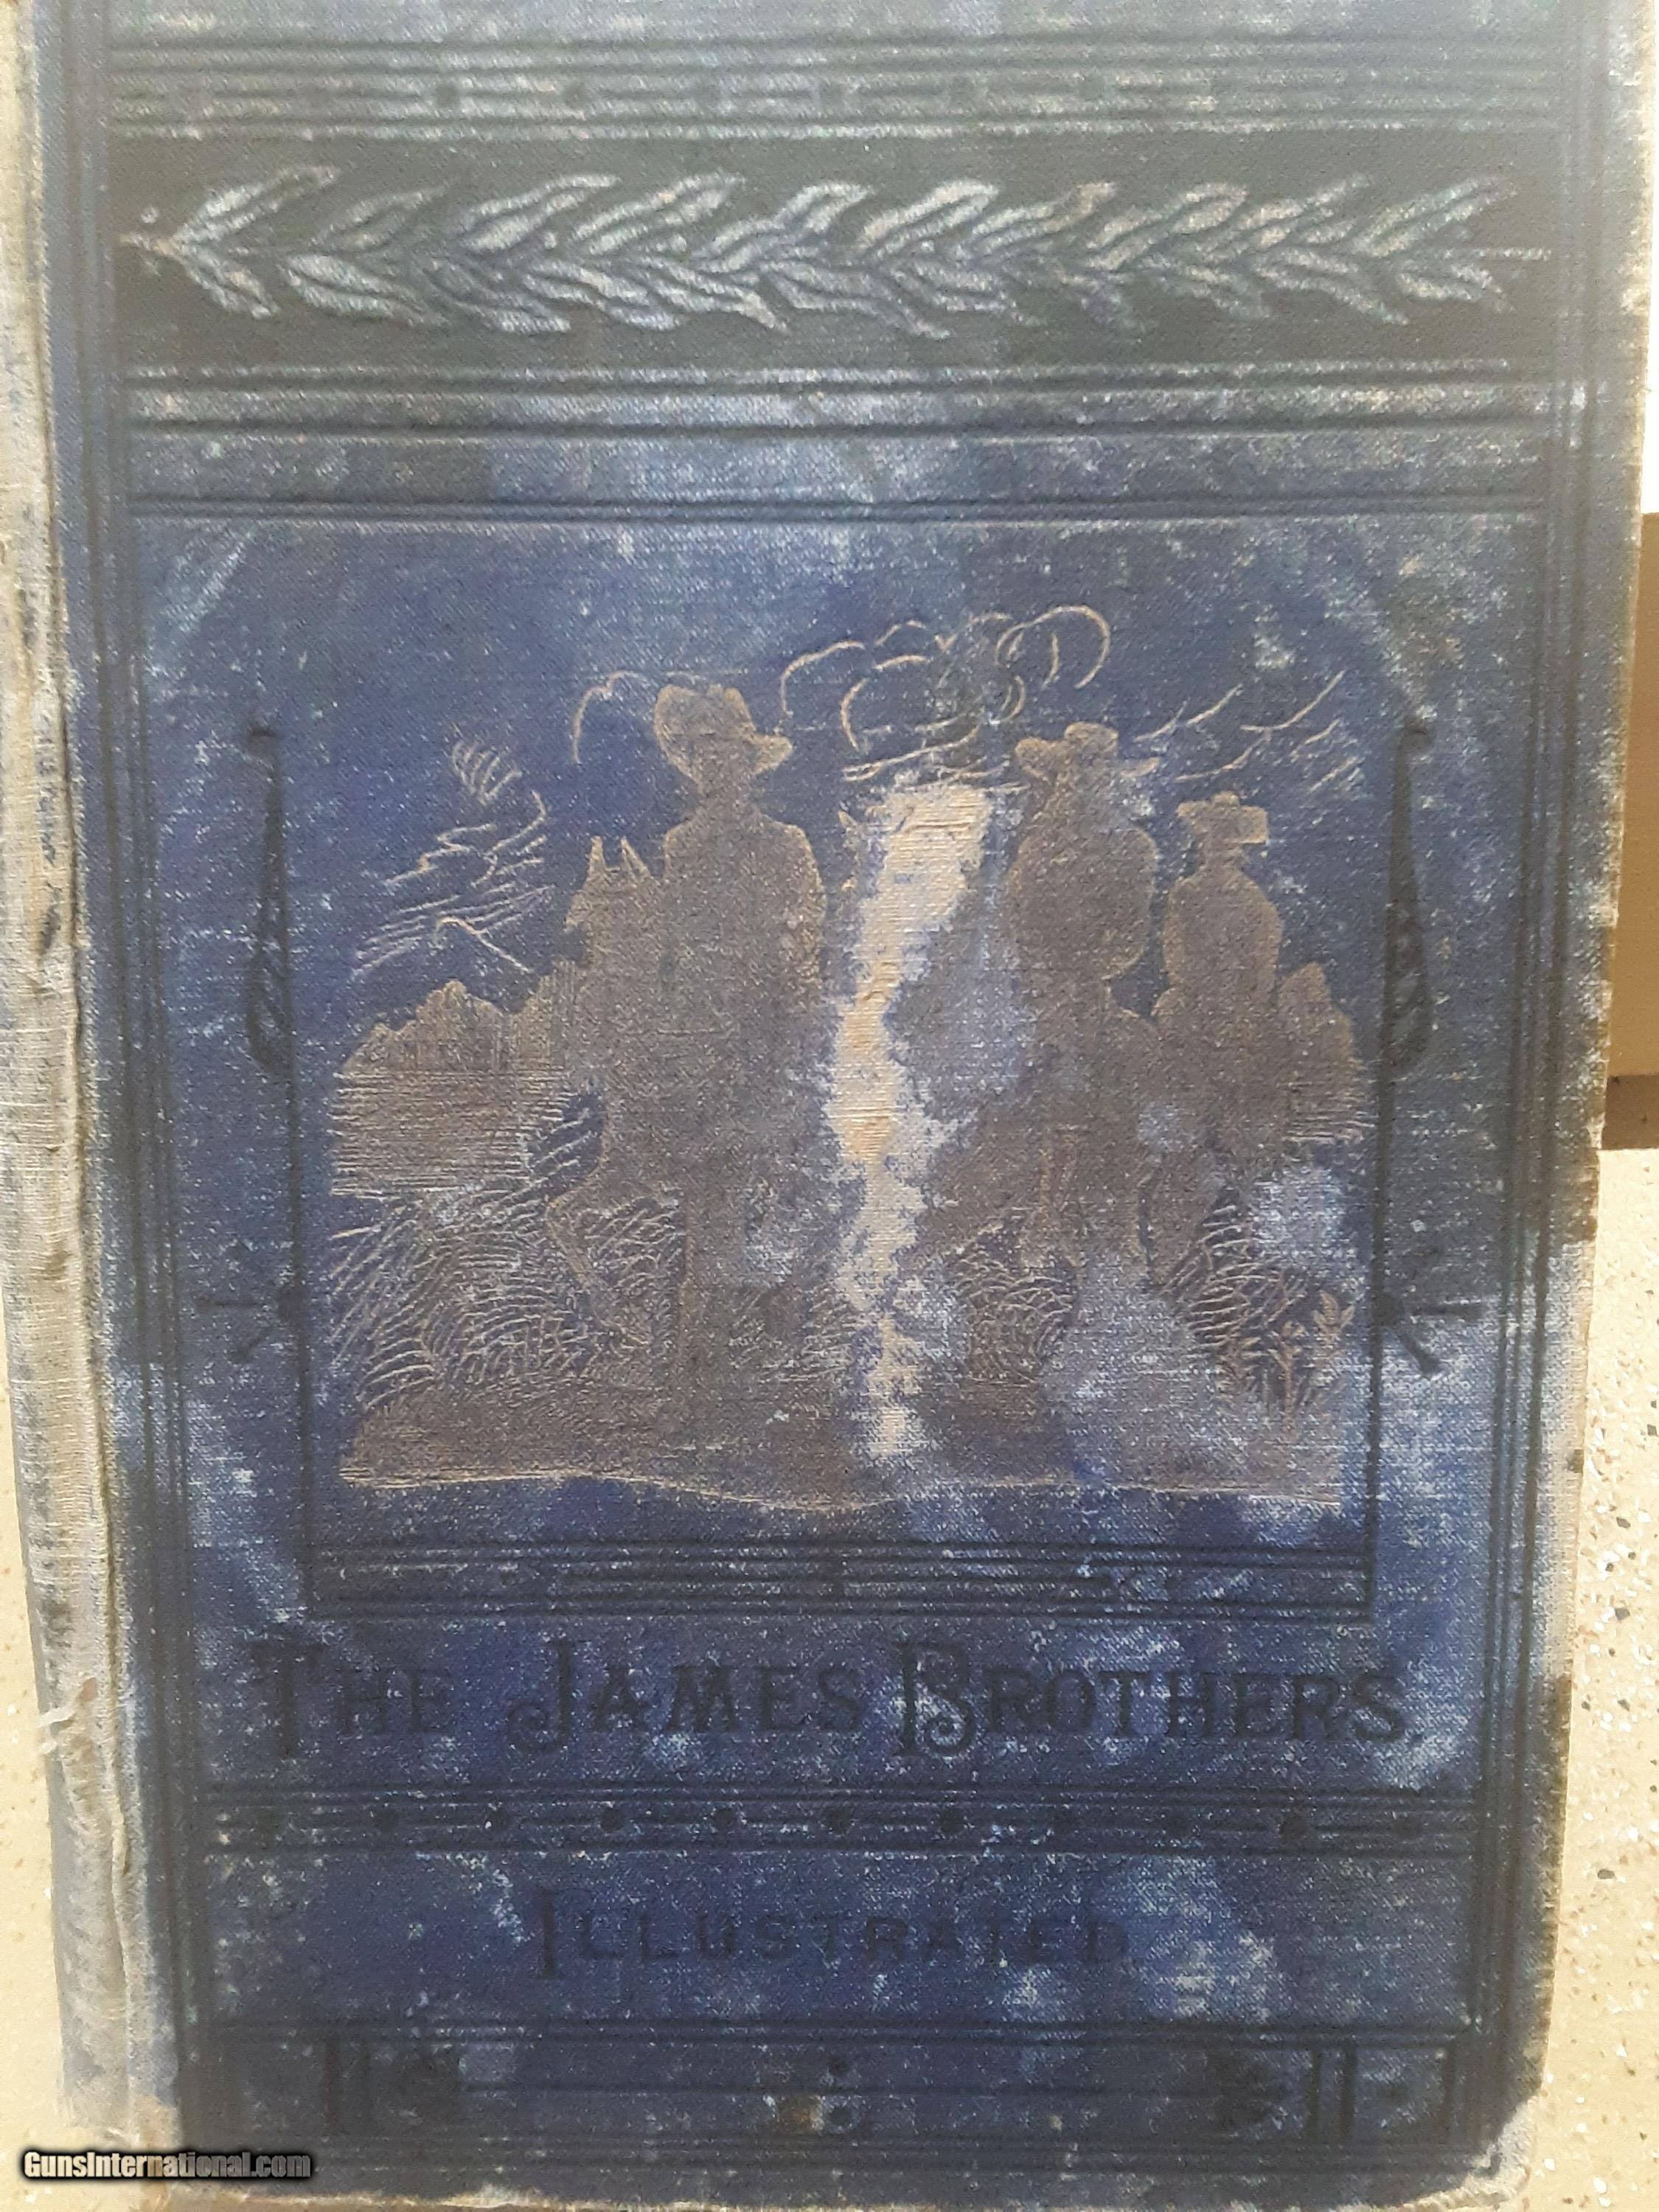 THE JAMES BROTHERS.
ILLUSTRATED
GunsInternational.com